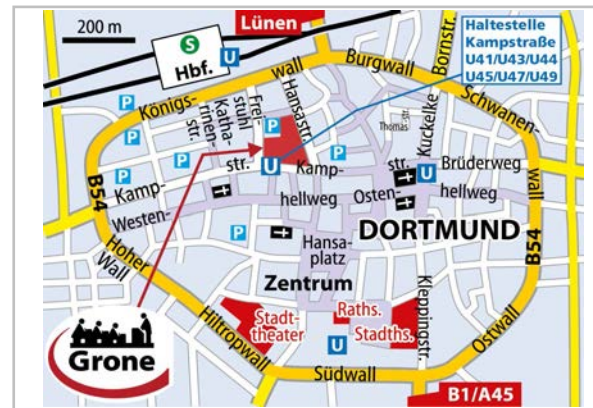 200 m
Lünen
S
Hbf.
U
Haltestelle
Kampstraße
U41/U43/U44
U45/U47/U49
Bornstr.
Königs-
wall
Burgwall
Schwanen-
wall
Katha-
rinen-
str.
Frei-
stuhl
Hansastr.
Thomas-
str.
Kuckelke
P
P
P
P
P
P
P
P
U
U
Kamp-
str.
Kamp-
str.
Brüderweg
Westen-
hellweg
Osten-
hellweg
B54
B54
Hoher
Wall
Hansa-
platz
DORTMUND
Zentrum
Stadt-
theater
Raths.
Stadths.
Kleppingstr.
Hiltropwall
U
Südwall
Ostwall
B1/A45
Grone